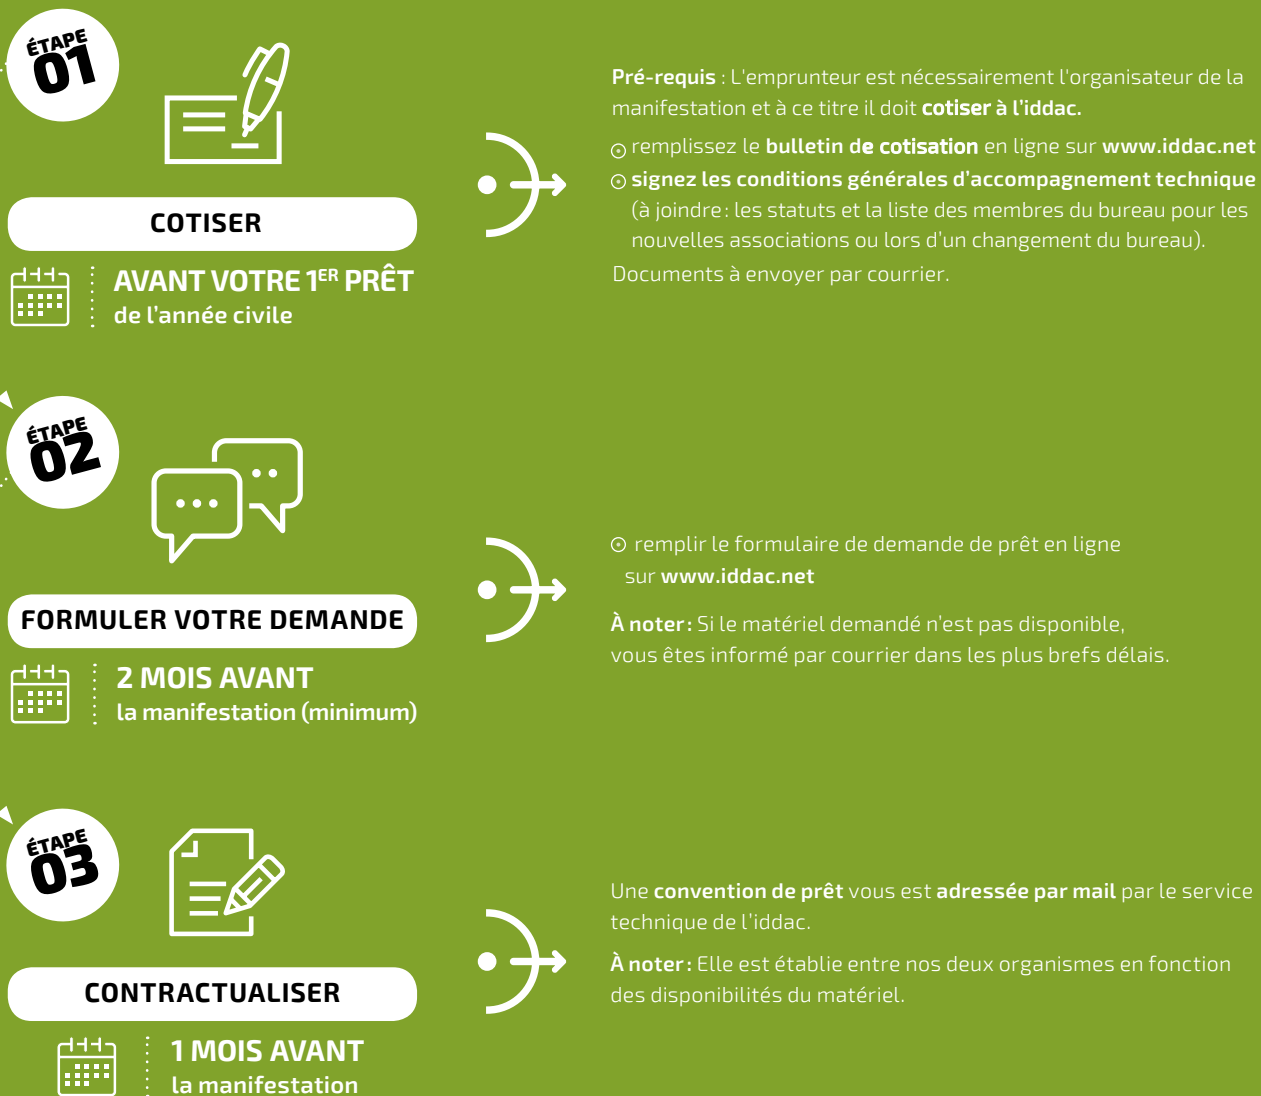 ÉTAPE
01
COTISER
AVANT VOTRE 1ER PRÊT
de l'année civile
Pré-requis : L'emprunteur est nécessairement l'organisateur de la
manifestation et à ce titre il doit cotiser à l'iddac.
remplissez le bulletin de cotisation en ligne sur www.iddac.net
signez les conditions générales d'accompagnement technique
(à joindre : les statuts et la liste des membres du bureau pour les
nouvelles associations ou lors d'un changement du bureau).
Documents à envoyer par courrier.
ÉTAPE
02
FORMULER VOTRE DEMANDE
2 MOIS AVANT
la manifestation (minimum)
remplir le formulaire de demande de prêt en ligne
sur www.iddac.net
À noter : Si le matériel demandé n'est pas disponible,
vous êtes informé par courrier dans les plus brefs délais.
ÉTAPE
03
CONTRACTUALISER
1 MOIS AVANT
la manifestation
Une convention de prêt vous est adressée par mail par le service
technique de l'iddac.
À noter : Elle est établie entre nos deux organismes en fonction
des disponibilités du matériel.